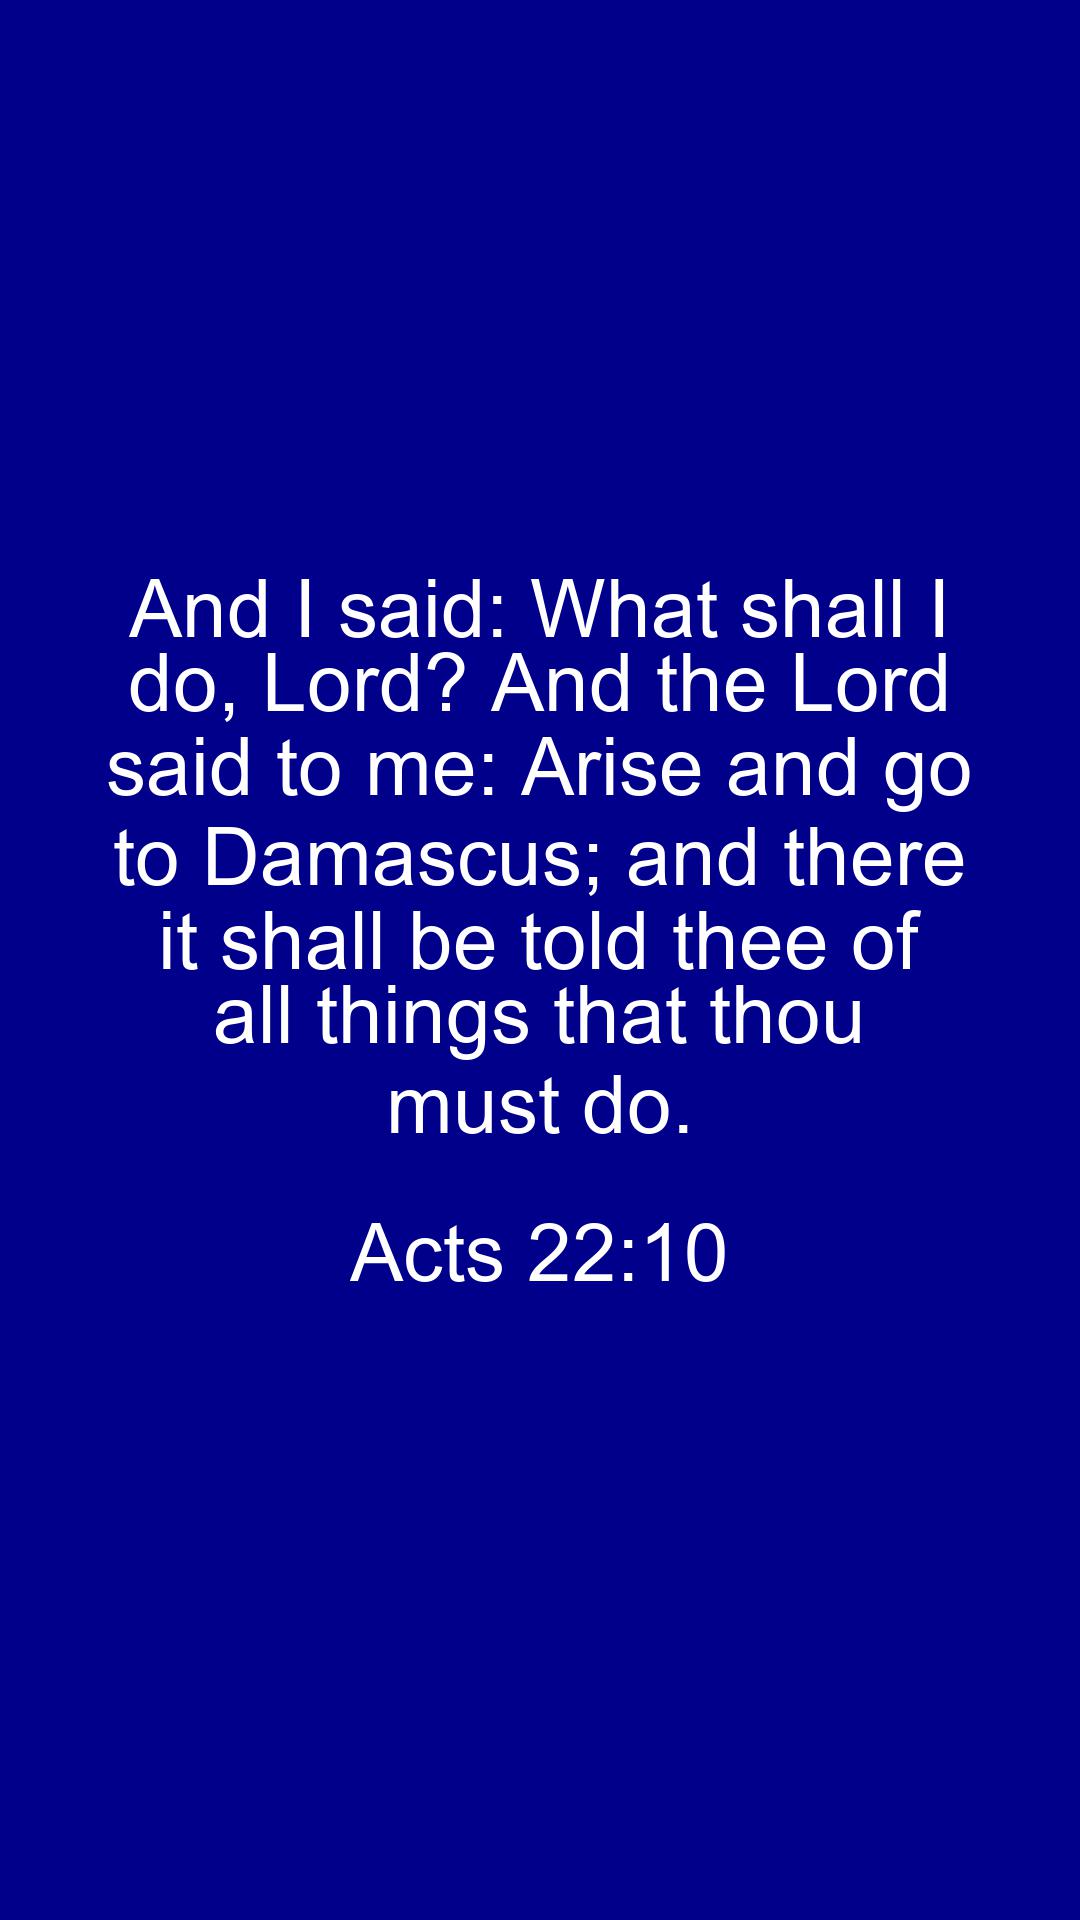 And I said: What shall I
do, Lord? And the Lord
said to me: Arise and go
to Damascus; and there
it shall be told thee of
all things that thou
must do.
Acts 22:10